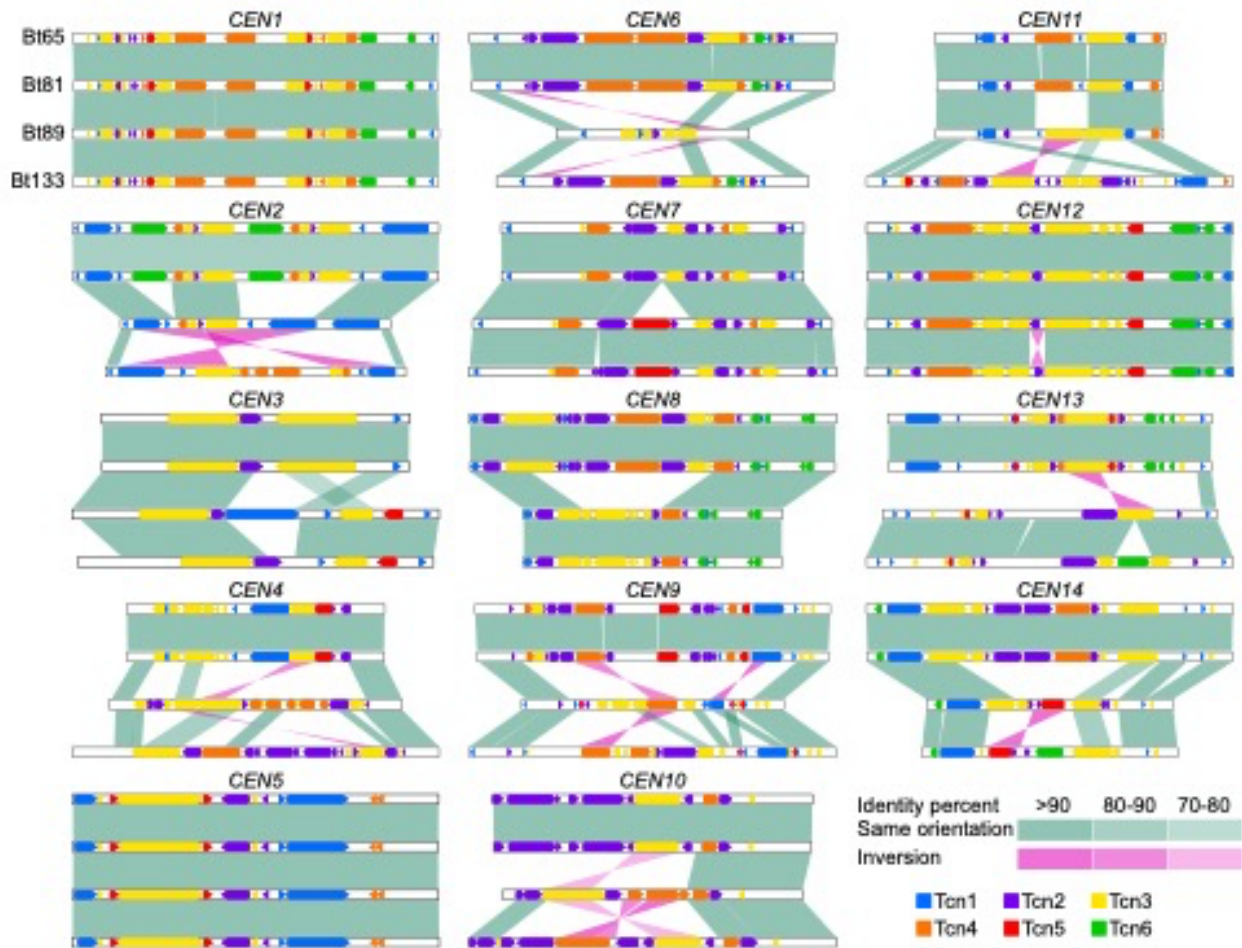 CEN1 CEN6 CEN11
Bt65
Bt81
Bt89
Bt133
CEN2 CEN7 CEN12
CEN3 CEN8 CEN13
CEN4 CEN9 CEN14
CEN5 CEN10
Identity percent >90 80-90 70-80
Same orientation
Inversion
Tcn1 Tcn2 Tcn3
Tcn4 Tcn5 Tcn6